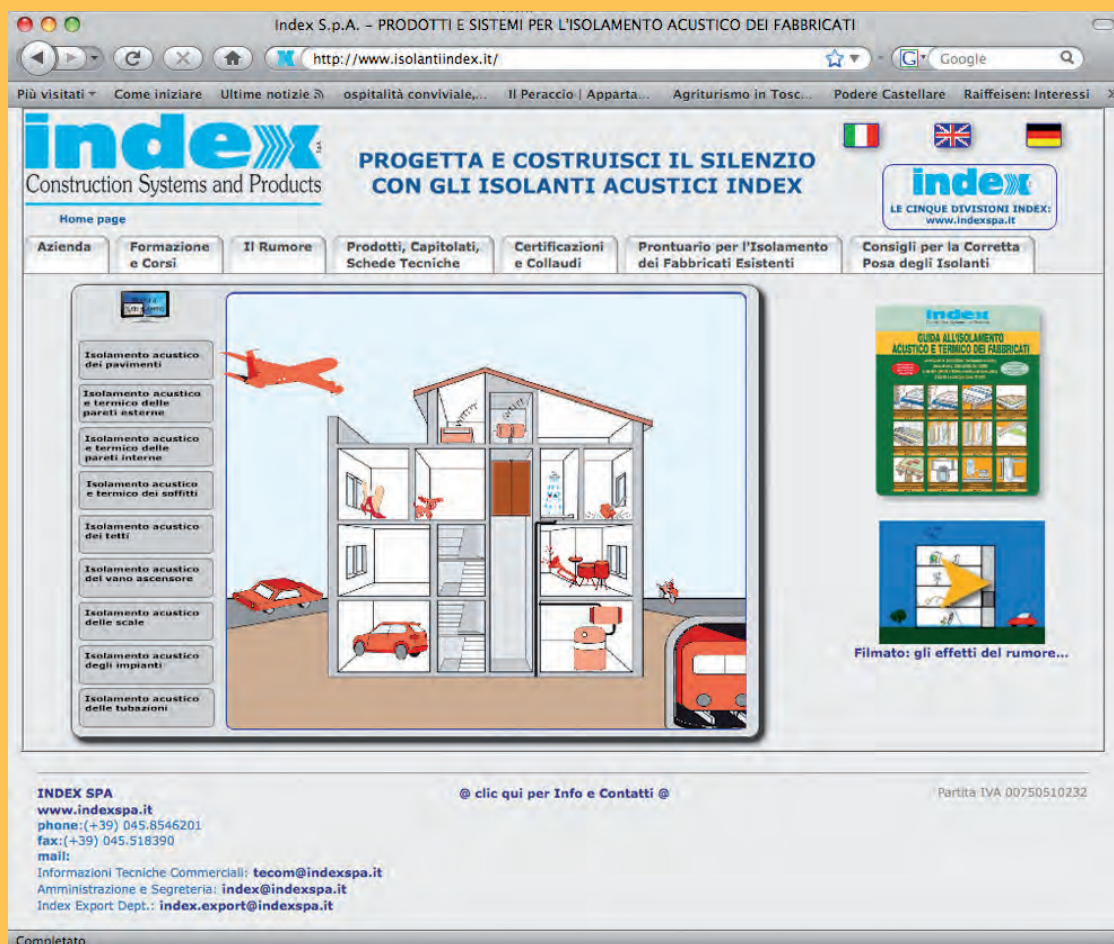 Index S.p.A. – PRODOTTI E SISTEMI PER L'ISOLAMENTO ACUSTICO DEI FABBRICATI
http://www.isolantiindex.it/
G Google
Più visitati Come iniziare Ultime notizie ospitalità conviviale,... Il Peraccio | Apparta... Agriturismo in Tosc... Podere Castellare Raiffeisen: Interessi
index S.p.A.
Construction Systems and Products
PROGETTA E COSTRUISCI IL SILENZIO
CON GLI ISOLANTI ACUSTICI INDEX
index
LE CINQUE DIVISIONI INDEX:
www.indexspa.it
Home page
Azienda
Formazione
e Corsi
Il Rumore
Prodotti, Capitolati,
Schede Tecniche
Certificazioni
e Collaudi
Prontuario per l'Isolamento
dei Fabbricati Esistenti
Consigli per la Corretta
Posa degli Isolanti
Isolamento acustico
dei pavimenti
Isolamento acustico
e termico delle
pareti esterne
Isolamento acustico
e termico delle
pareti interne
Isolamento acustico
e termico dei soffitti
Isolamento acustico
dei tetti
Isolamento acustico
del vano ascensore
Isolamento acustico
delle scale
Isolamento acustico
degli impianti
Isolamento acustico
delle tubazioni
index
GUIDA ALL'ISOLAMENTO
ACUSTICO E TERMICO DEI FABBRICATI
Filmato: gli effetti del rumore...
INDEX SPA
www.indexspa.it
phone:(+39) 045.8546201
fax:(+39) 045.518390
mail:
Informazioni Tecniche Commerciali: tecom@indexspa.it
Amministrazione e Segreteria: index@indexspa.it
Index Export Dept.: index.export@indexspa.it
@ clic qui per Info e Contatti @
Partita IVA 00750510232
Completato